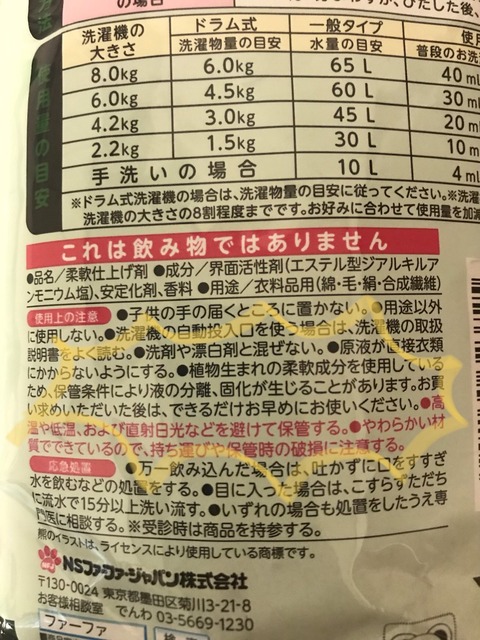 の場合
洗濯機の大きさ ドラム式 洗濯物量の目安 一般タイプ 水量の目安 普段のお洗
8.0kg 6.0kg 65 L 40 ml
6.0kg 4.5kg 60 L 30 m
4.2kg 3.0kg 45 L 20 m
2.2kg 1.5kg 30 L 10 m
手洗いの場合 10 L 4 ml
使用量の目安
※ドラム式洗濯機の場合は、洗濯物量の目安に従ってください。※洗濯
洗濯機の大きさの8割程度までです。お好みに合わせて使用量を加減
これは飲み物ではありません
●品名/柔軟仕上げ剤 ●成分/界面活性剤(エステル型ジアルキルア
ンモニウム塩)、安定化剤、香料 ●用途/衣料品用(綿・毛・絹・合成繊維)
使用上の注意 ●子供の手の届くところに置かない。●用途以外
に使用しない。●洗濯機の自動投入口を使う場合は、洗濯機の取扱
説明書をよく読む。●洗剤や漂白剤と混ぜない。●原液が直接衣類
にかからないようにする。●植物生まれの柔軟成分を使用している
ため、保管条件により液の分離、固化が生じることがあります。お買
い求めいただいた後は、できるだけお早めにお使いください。●高
温や低温、および直射日光などを避けて保管する。●やわらかい材
質でできているので、持ち運びや保管時の破損に注意する。
応急処置 ●万一飲み込んだ場合は、吐かずに口をすすぎ
水を飲むなどの処置をする。●目に入った場合は、こすらずただち
に流水で15分以上洗い流す。●いずれの場合も処置をしたうえ専
門医に相談する。※受診時は商品を持参する。
熊のイラストは、ライセンスにより使用している商標です。
NSファーファ・ジャパン株式会社
〒130-0024 東京都墨田区菊川3-21-8
お客様相談室 でんわ 03-5669-1230
ファーファ